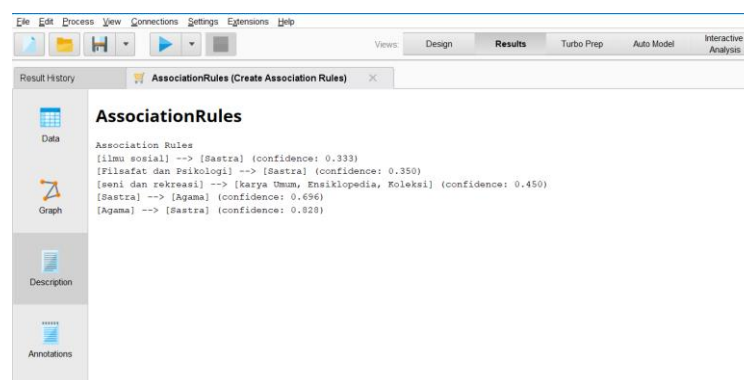 File Edit Process View Connections Settings Extensions Help
Views: Design Results Turbo Prep Auto Model Interactive Analysis
Result History AssociationRules (Create Association Rules)
Data
Graph
Description
Annotations
AssociationRules
Association Rules
[ilmu sosial] --> [Sastra] (confidence: 0.333)
[Filsafat dan Psikologi] --> [Sastra] (confidence: 0.350)
[seni dan rekreasi] --> [karya Umum, Ensiklopedia, Koleksi] (confidence: 0.450)
[Sastra] --> [Agama] (confidence: 0.696)
[Agama] --> [Sastra] (confidence: 0.828)